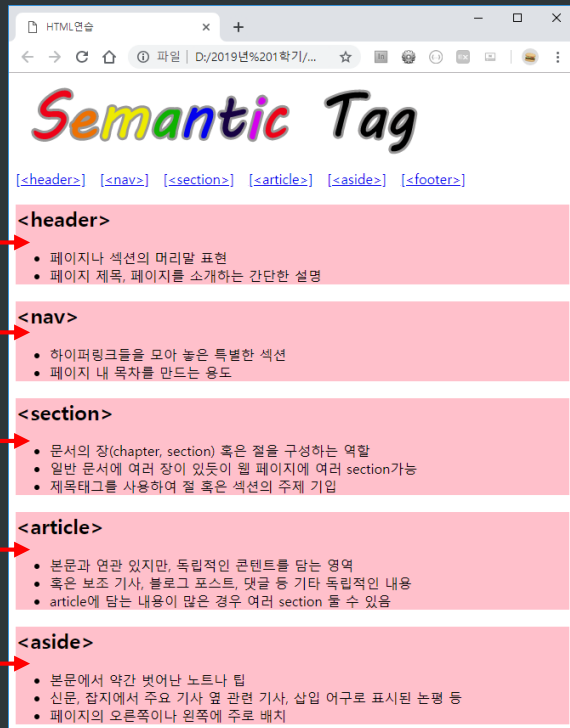 HTML연습
파일 | D:/2019년%201학기/...
Semantic Tag
[<header>] [<nav>] [<section>] [<article>] [<aside>] [<footer>]
<header>
• 페이지나 섹션의 머리말 표현
• 페이지 제목, 페이지를 소개하는 간단한 설명
<nav>
• 하이퍼링크들을 모아 놓은 특별한 섹션
• 페이지 내 목차를 만드는 용도
<section>
• 문서의 장(chapter, section) 혹은 절을 구성하는 역할
• 일반 문서에 여러 장이 있듯이 웹 페이지에 여러 section가능
• 제목태그를 사용하여 절 혹은 섹션의 주제 기입
<article>
• 본문과 연관 있지만, 독립적인 콘텐트를 담는 영역
• 혹은 보조 기사, 블로그 포스트, 댓글 등 기타 독립적인 내용
• article에 담는 내용이 많은 경우 여러 section 둘 수 있음
<aside>
• 본문에서 약간 벗어난 노트나 팁
• 신문, 잡지에서 주요 기사 옆 관련 기사, 삽입 어구로 표시된 논평 등
• 페이지의 오른쪽이나 왼쪽에 주로 배치